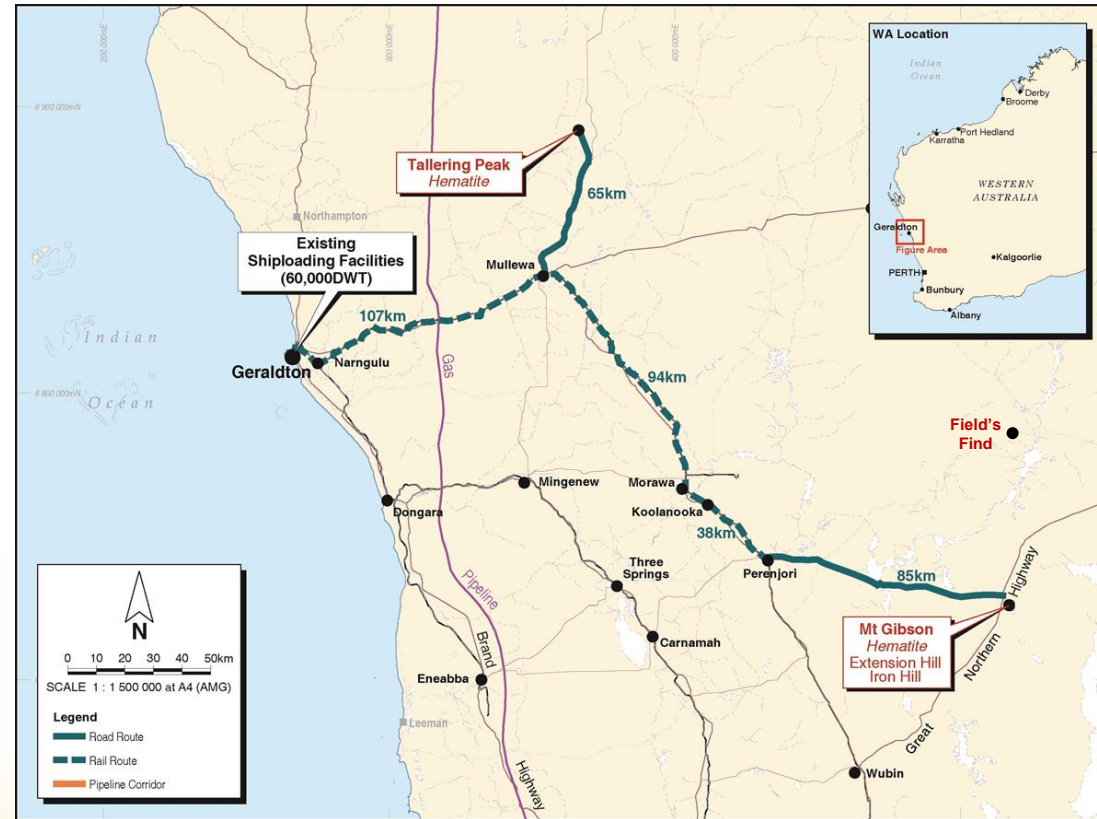 200 000mE
300 000mE
400 000mE
6 900 000mN
6 800 000mN
Tallering Peak
Hematite
65km
Northampton
Existing
Shiploading Facilities
(60,000DWT)
Mullewa
107km
Narngulu
Geraldton
Gas
Pipeline
94km
Indian
Ocean
Field's
Find
Dongara
Mingenew
Morawa
Koolanooka
38km
Perenjori
85km
Three
Springs
Carnamah
Mt Gibson
Hematite
Extension Hill
Iron Hill
Great
Northern
Highway
Brand
Highway
Eneabba
Leeman
Wubin
N
0 10 20 30 40 50km
SCALE 1 : 1 500 000 at A4 (AMG)
Legend
Road Route
Rail Route
Pipeline Corridor
WA Location
Indian
Ocean
Derby
Broome
Port Hedland
Karratha
WESTERN
AUSTRALIA
Geraldton
Figure Area
Kalgoorlie
PERTH
Bunbury
Albany